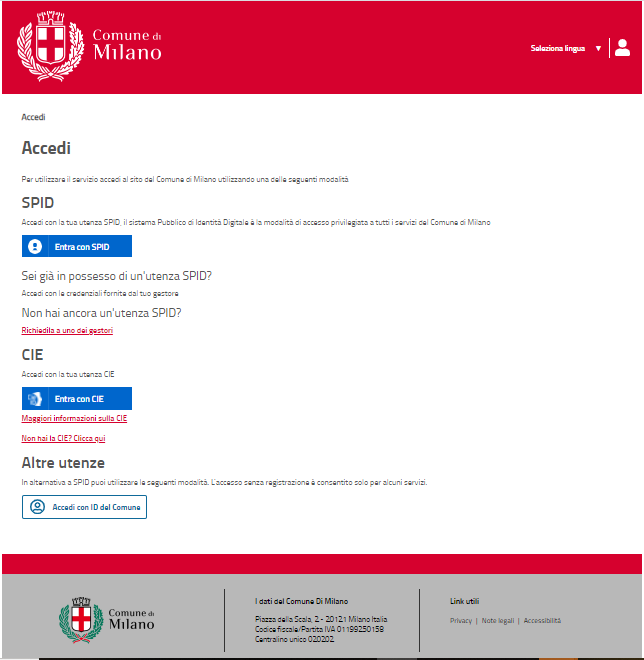 Comune di
Milano
Seleziona lingua
Accedi
Accedi
Per utilizzare il servizio accedi al sito del Comune di Milano utilizzando una delle seguenti modalità
SPID
Accedi con la tua utenza SPID, il sistema Pubblico di Identità Digitale è la modalità di accesso privilegiata a tutti i servizi del Comune di Milano
Entra con SPID
Sei già in possesso di un'utenza SPID?
Accedi con le credenziali fornite dal tuo gestore
Non hai ancora un'utenza SPID?
Richiedila a uno dei gestori
CIE
Accedi con la tua utenza CIE
Entra con CIE
Maggiori informazioni sulla CIE
Non hai la CIE? Clicca qui
Altre utenze
In alternativa a SPID puoi utilizzare le seguenti modalità. L'accesso senza registrazione è consentito solo per alcuni servizi.
Accedi con ID del Comune
Comune di
Milano
I dati del Comune Di Milano
Piazza della Scala, 2 - 20121 Milano Italia
Codice fiscale/Partita IVA 01199250158
Centralino unico 020202
Link utili
Privacy | Note legali | Accessibilità